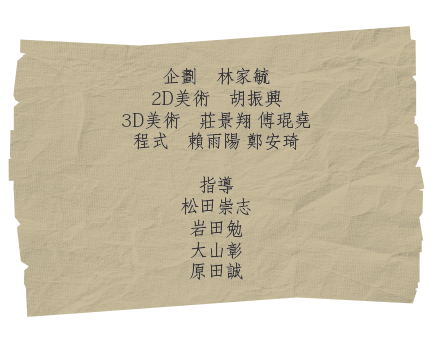 企劃　林家毓
2D美術　胡振興
3D美術　莊景翔 傅琨堯
程式　賴雨陽 鄭安琦
指導
松田崇志
岩田勉
大山彰
原田誠